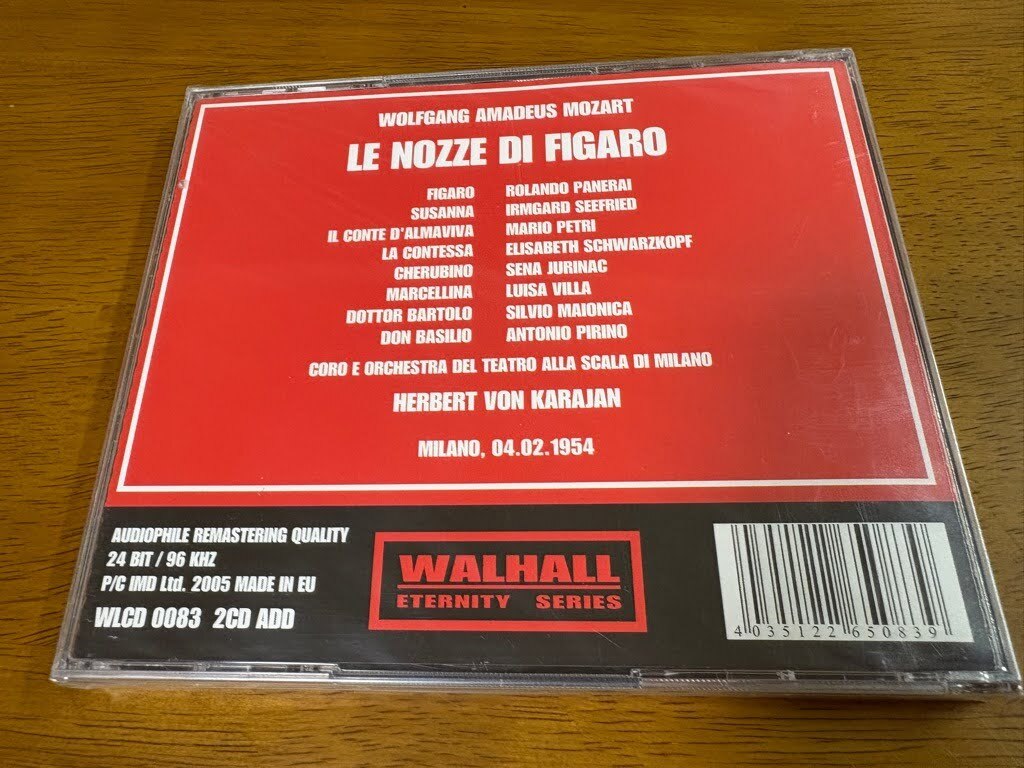 WOLFGANG AMADEUS MOZART
LE NOZZE DI FIGARO
FIGARO ROLANDO PANERAI
SUSANNA IRMGARD SEEFRIED
IL CONTE D'ALMAVIVA MARIO PETRI
LA CONTESSA ELISABETH SCHWARZKOPF
CHERUBINO SENA JURINAC
MARCELLINA LUISA VILLA
DOTTOR BARTOLO SILVIO MAIONICA
DON BASILIO ANTONIO PIRINO
CORO E ORCHESTRA DEL TEATRO ALLA SCALA DI MILANO
HERBERT VON KARAJAN
MILANO, 04.02.1954
AUDIOPHILE REMASTERING QUALITY
24 BIT / 96 KHZ
P/C IMD Ltd. 2005 MADE IN EU
WLCD 0083 2CD ADD
WALHALL
ETERNITY SERIES
4 035122 650839